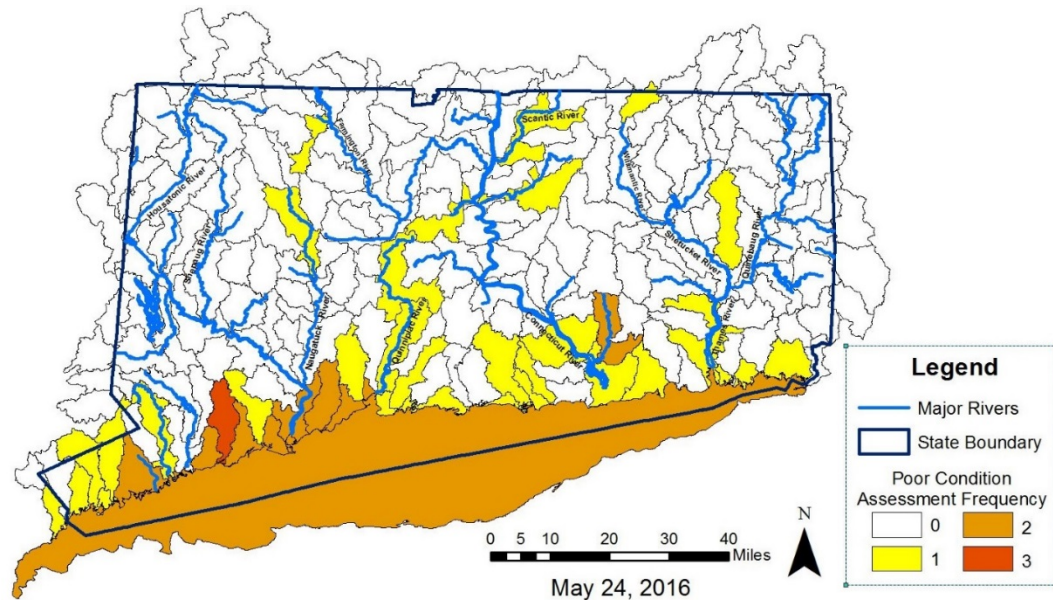 Scantic River
Farmington River
Willimantic River
Housatonic River
Shepaug River
Shetucket River
Quinebaug River
Naugatuck River
Quinnipiac River
Connecticut River
Thames River
N
0 5 10 20 30 40
Miles
May 24, 2016
Legend
Major Rivers
State Boundary
Poor Condition
Assessment Frequency
0 2
1 3